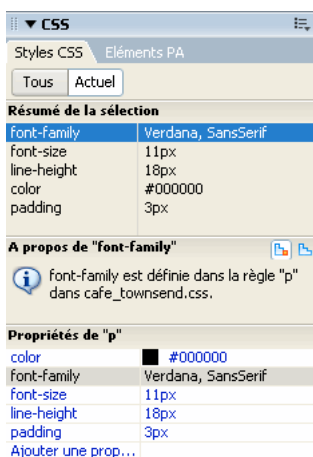 CSS
Styles CSS Eléments PA
Tous Actuel
Résumé de la sélection
font-family Verdana, SansSerif
font-size 11px
line-height 18px
color #000000
padding 3px
A propos de "font-family"
font-family est définie dans la règle "p"
dans cafe_townsend.css.
Propriétés de "p"
color #000000
font-family Verdana, SansSerif
font-size 11px
line-height 18px
padding 3px
Ajouter une prop...